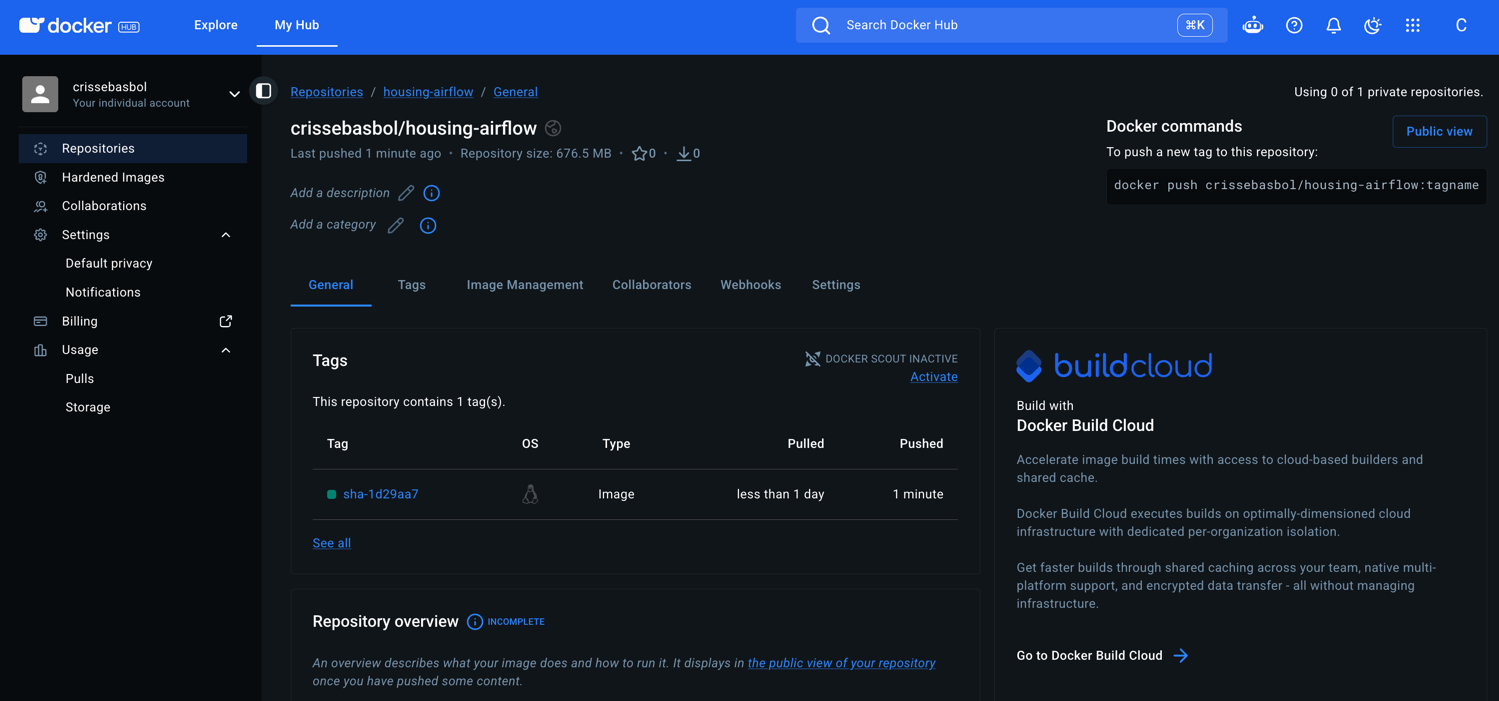 docker HUB
Explore
My Hub
Search Docker Hub
⌘K
C
crissebasbol
Your individual account
Repositories
Hardened Images
Collaborations
Settings
Default privacy
Notifications
Billing
Usage
Pulls
Storage
Repositories / housing-airflow / General
Using 0 of 1 private repositories.
crissebasbol/housing-airflow
Last pushed 1 minute ago · Repository size: 676.5 MB · 0 · 0
Add a description
Add a category
Docker commands
Public view
To push a new tag to this repository:
docker push crissebasbol/housing-airflow:tagname
General
Tags
Image Management
Collaborators
Webhooks
Settings
Tags
DOCKER SCOUT INACTIVE
Activate
This repository contains 1 tag(s).
Tag OS Type Pulled Pushed
sha-1d29aa7 Image less than 1 day 1 minute
See all
Repository overview INCOMPLETE
An overview describes what your image does and how to run it. It displays in the public view of your repository
once you have pushed some content.
buildcloud
Build with
Docker Build Cloud
Accelerate image build times with access to cloud-based builders and
shared cache.
Docker Build Cloud executes builds on optimally-dimensioned cloud
infrastructure with dedicated per-organization isolation.
Get faster builds through shared caching across your team, native multi-
platform support, and encrypted data transfer - all without managing
infrastructure.
Go to Docker Build Cloud